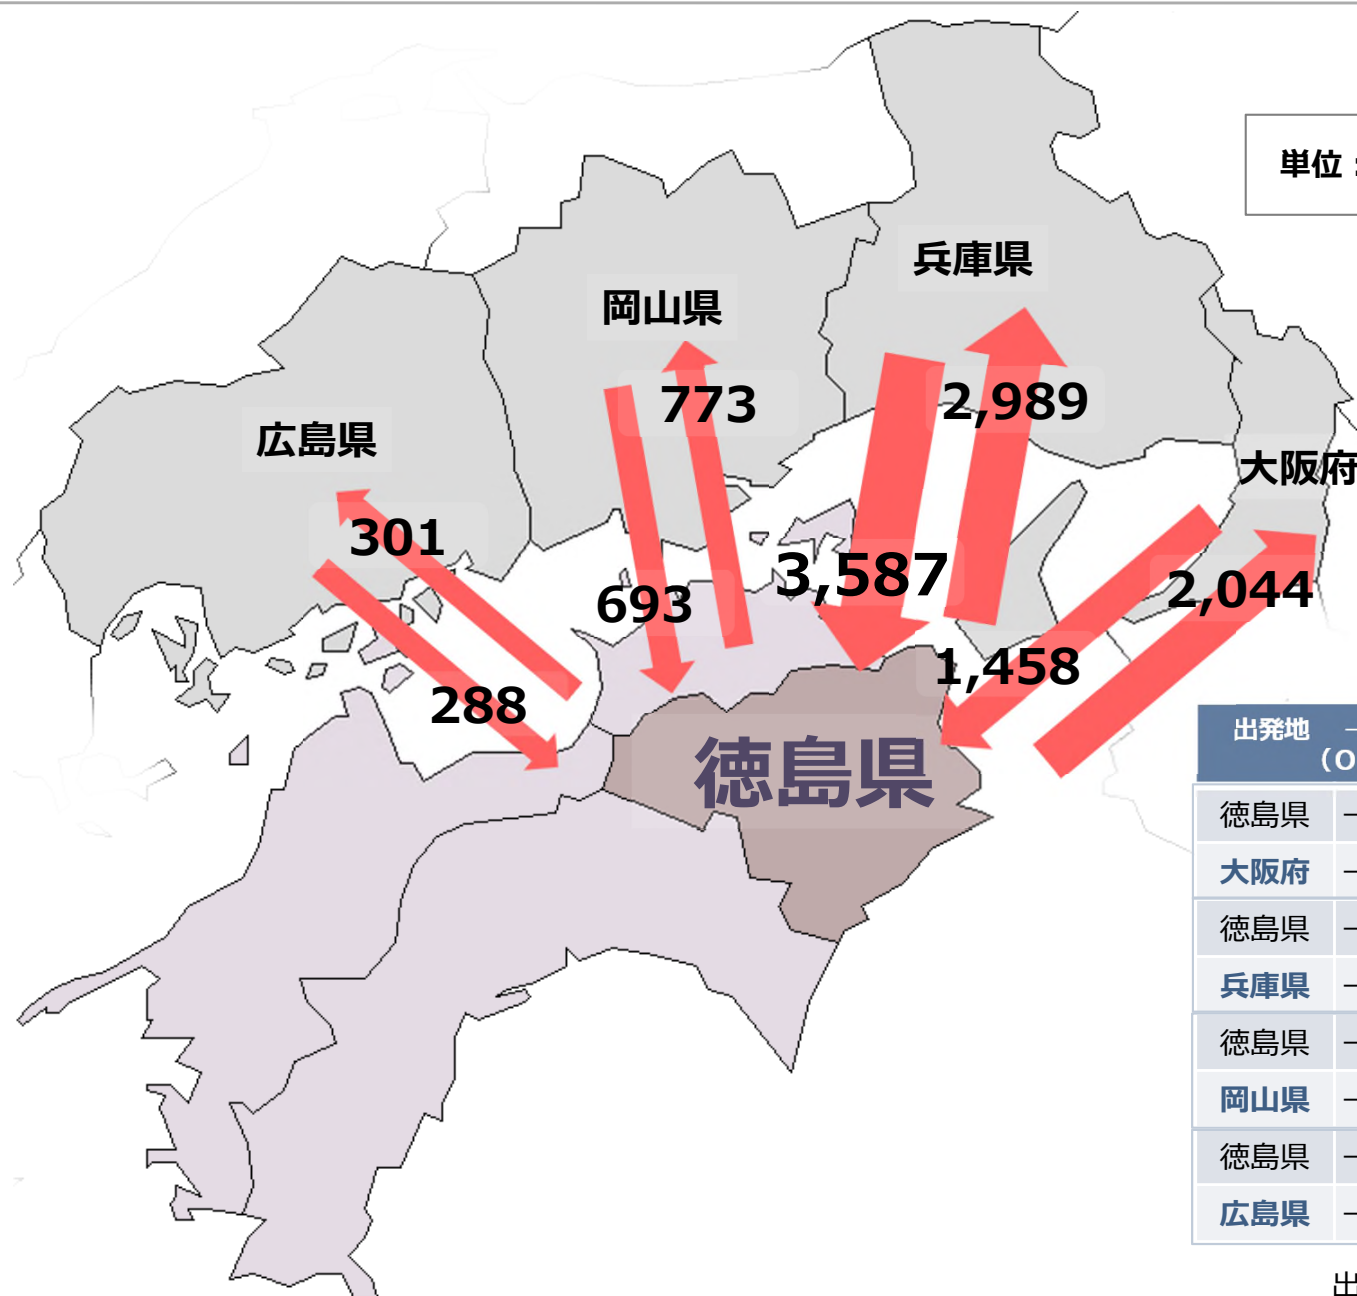 単位：
兵庫県
岡山県
2,989
773
広島県
大阪府
301
3,587
2,044
693
1,458
288
徳島県
出発地 →
（O
徳島県 →
大阪府 →
徳島県 →
兵庫県 →
徳島県 →
岡山県 →
徳島県 →
広島県 →
出